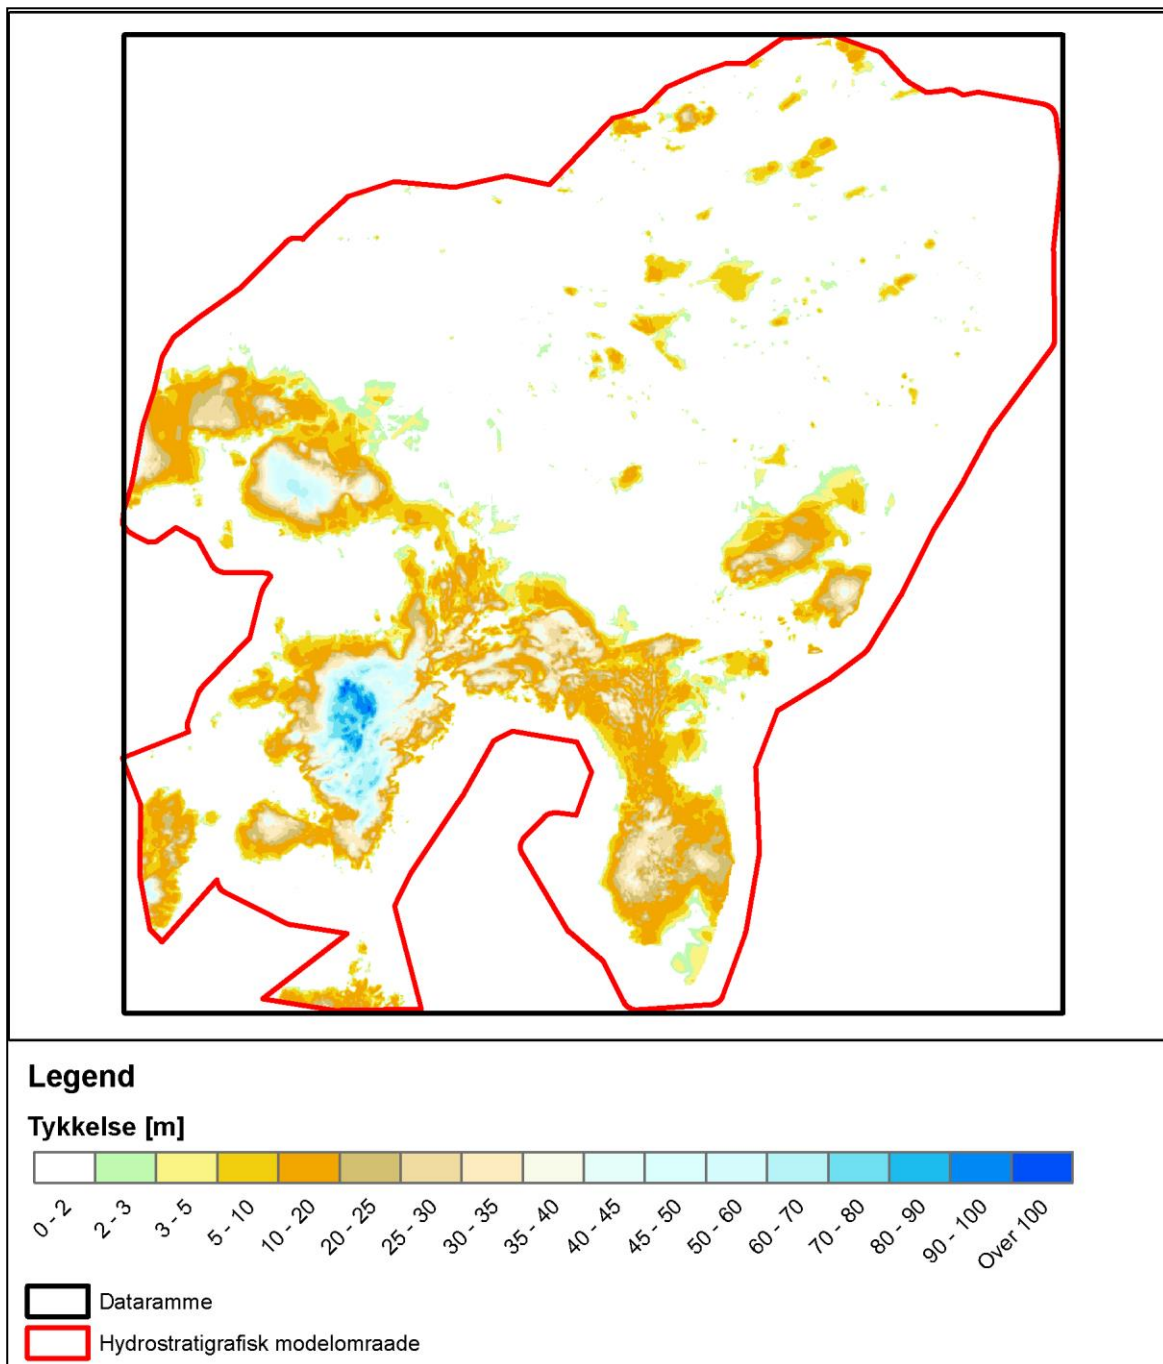 Legend
Tykkelse [m]
0 - 2
2 - 3
3 - 5
5 - 10
10 - 20
20 - 25
25 - 30
30 - 35
35 - 40
40 - 45
45 - 50
50 - 60
60 - 70
70 - 80
80 - 90
90 - 100
Over 100
Dataramme
Hydrostratigrafisk modelomraade